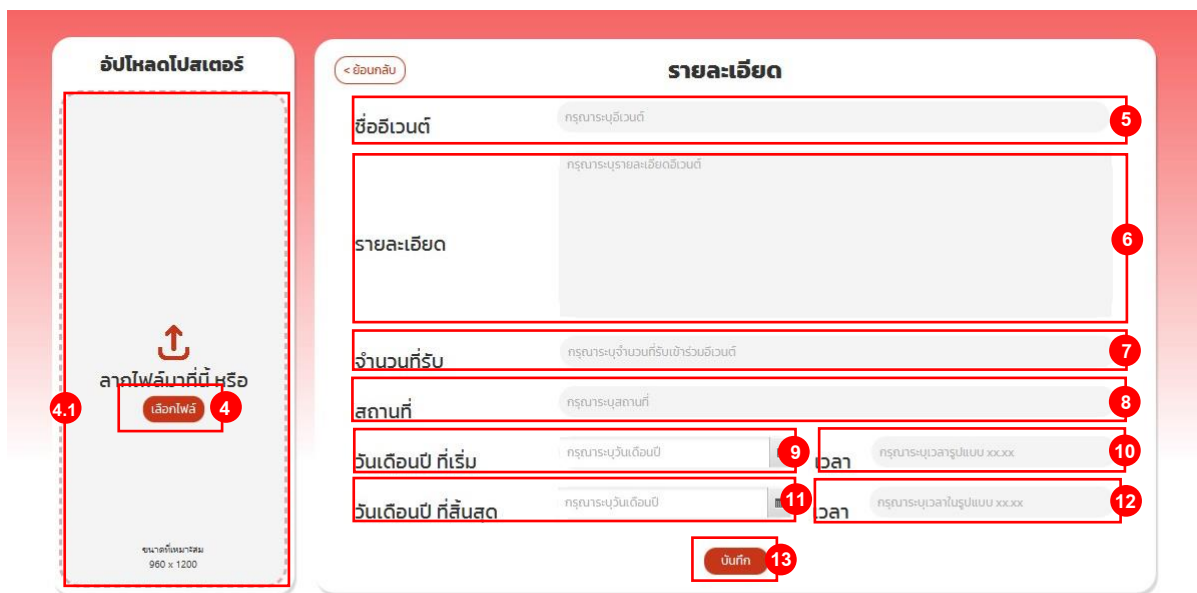 อัปโหลดโปสเตอร์
ลากไฟล์มาที่นี้ หรือ
4.1
เลือกไฟล์ 4
ขนาดที่เหมาะสม
960 x 1200
< ย้อนกลับ
รายละเอียด
ชื่ออีเวนต์ กรุณาระบุอีเวนต์ 5
กรุณาระบุรายละเอียดอีเวนต์
รายละเอียด 6
จำนวนที่รับ กรุณาระบุจำนวนที่รับเข้าร่วมอีเวนต์ 7
สถานที่ กรุณาระบุสถานที่ 8
วันเดือนปี ที่เริ่ม กรุณาระบุวันเดือนปี 9 เวลา กรุณาระบุเวลารูปแบบ xx.xx 10
วันเดือนปี ที่สิ้นสุด กรุณาระบุวันเดือนปี 11 เวลา กรุณาระบุเวลาในรูปแบบ xx.xx 12
บันทึก 13